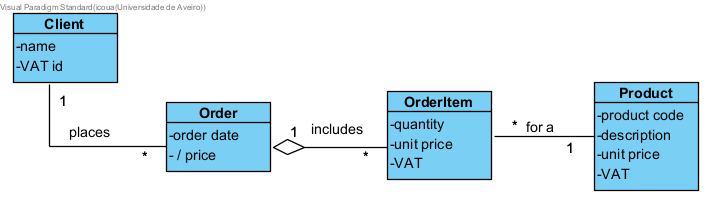 Visual Paradigm Standard(icoua(Universidade de Aveiro))
Client
-name
-VAT id
1
places
*
Order
-order date
- / price
1
includes
*
OrderItem
-quantity
-unit price
-VAT
* for a
1
Product
-product code
-description
-unit price
-VAT